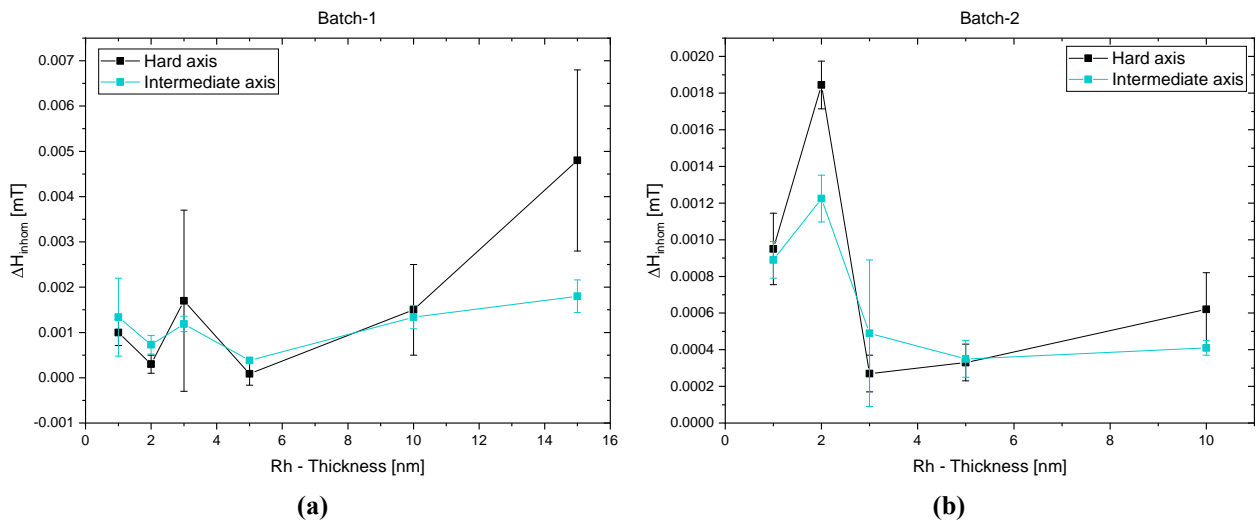 Batch-1
Hard axis
Intermediate axis
0.007
0.006
0.005
0.004
0.003
0.002
0.001
0.000
-0.001
ΔH_inhom [mT]
0 2 4 6 8 10 12 14 16
Rh - Thickness [nm]
(a)
Batch-2
Hard axis
Intermediate axis
0.0020
0.0018
0.0016
0.0014
0.0012
0.0010
0.0008
0.0006
0.0004
0.0002
0.0000
ΔH_inhom [mT]
0 2 4 6 8 10
Rh - Thickness [nm]
(b)